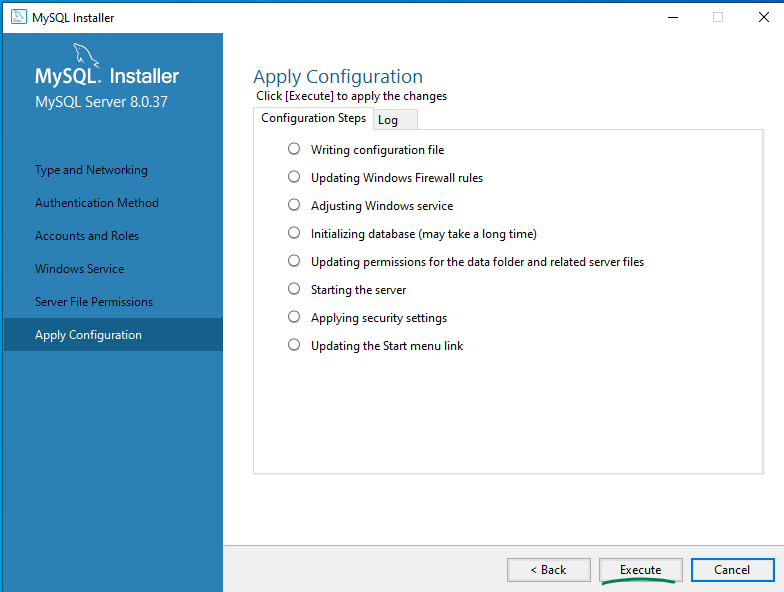 MySQL Installer
MySQL. Installer
MySQL Server 8.0.37
Type and Networking
Authentication Method
Accounts and Roles
Windows Service
Server File Permissions
Apply Configuration
Apply Configuration
Click [Execute] to apply the changes
Configuration Steps Log
Writing configuration file
Updating Windows Firewall rules
Adjusting Windows service
Initializing database (may take a long time)
Updating permissions for the data folder and related server files
Starting the server
Applying security settings
Updating the Start menu link
< Back Execute Cancel